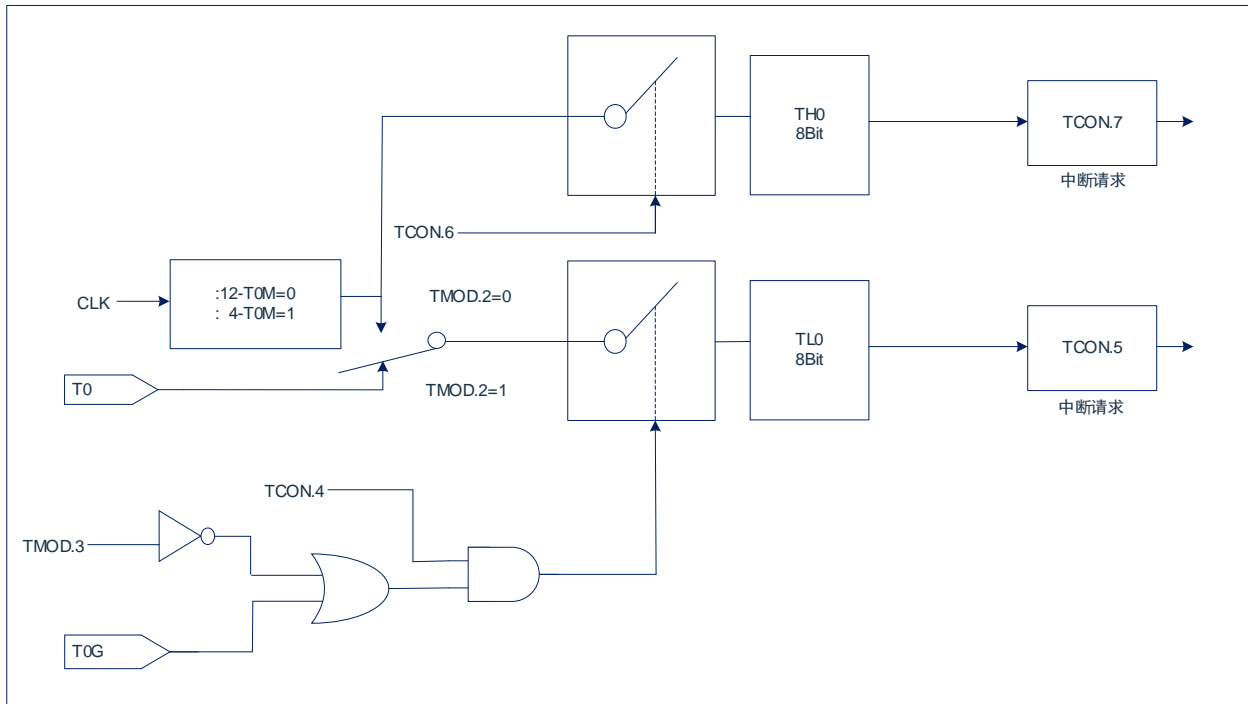 TH0
8Bit
TCON.7
中断请求
TCON.6
CLK
:12-T0M=0
: 4-T0M=1
TMOD.2=0
TL0
8Bit
TCON.5
中断请求
T0
TMOD.2=1
TCON.4
TMOD.3
T0G